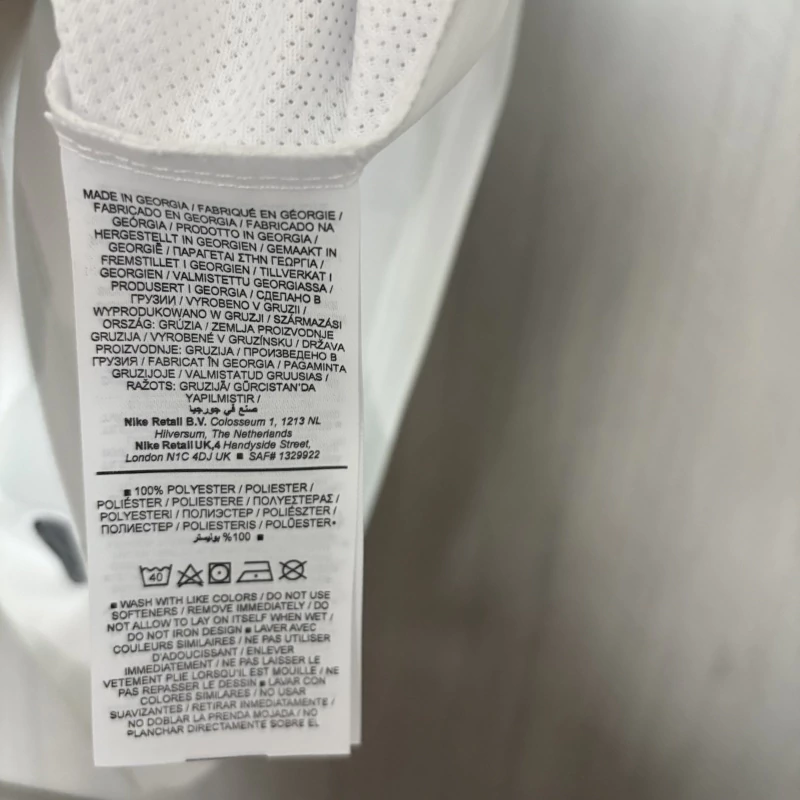 MADE IN GEORGIA / FABRIQUÉ EN GÉORGIE /
FABRICADO EN GEORGIA / FABRICADO NA
GEÓRGIA / PRODOTTO IN GEORGIA /
HERGESTELLT IN GEORGIEN / GEMAAKT IN
GEORGIË / ΠΑΡΑΓΕΤΑΙ ΣΤΗΝ ΓΕΩΡΓΙΑ /
FREMSTILLET I GEORGIEN / TILLVERKAT I
GEORGIEN / VALMISTETTU GEORGIASSA /
PRODUSERT I GEORGIA / СДЕЛАНО В
ГРУЗИИ / VYROBENO V GRUZII /
WYPRODUKOWANO W GRUZJI / SZÁRMAZÁSI
ORSZÁG: GRÚZIA / ZEMLJA PROIZVODNJE
GRUZIJA / VYROBENÉ V GRUZÍNSKU / DRŽAVA
PROIZVODNJE: GRUZIJA / ПРОИЗВЕДЕНО В
ГРУЗИЯ / FABRICAT ÎN GEORGIA / PAGAMINTA
GRUZIJOJE / VALMISTATUD GRUUSIAS /
RAŽOTS: GRUZIJĀ/ GÜRCISTAN'DA
YAPILMIŞTIR /
صنع في جورجيا
Nike Retail B.V. Colosseum 1, 1213 NL
Hilversum, The Netherlands
Nike Retail UK,4 Handyside Street,
London N1C 4DJ UK ■ SAF# 1329922
■ 100% POLYESTER / POLIESTER /
POLIÉSTER / POLIESTERE / ΠΟΛΥΕΣΤΕΡΑΣ /
POLYESTERI / ПОЛИЭСТЕР / POLIÉSZTER /
ПОЛИЕСТЕР / POLIESTERIS / POLÜESTER•
%100 بوليستر ■
40
■ WASH WITH LIKE COLORS / DO NOT USE
SOFTENERS / REMOVE IMMEDIATELY / DO
NOT ALLOW TO LAY ON ITSELF WHEN WET /
DO NOT IRON DESIGN ■ LAVER AVEC
COULEURS SIMILAIRES / NE PAS UTILISER
D'ADOUCISSANT / ENLEVER
IMMEDIATEMENT / NE PAS LAISSER LE
VETEMENT PLIE LORSQU'IL EST MOUILLE / NE
PAS REPASSER LE DESSIN ■ LAVAR CON
COLORES SIMILARES / NO USAR
SUAVIZANTES / RETIRAR INMEDIATAMENTE /
NO DOBLAR LA PRENDA MOJADA / NO
PLANCHAR DIRECTAMENTE SOBRE EL